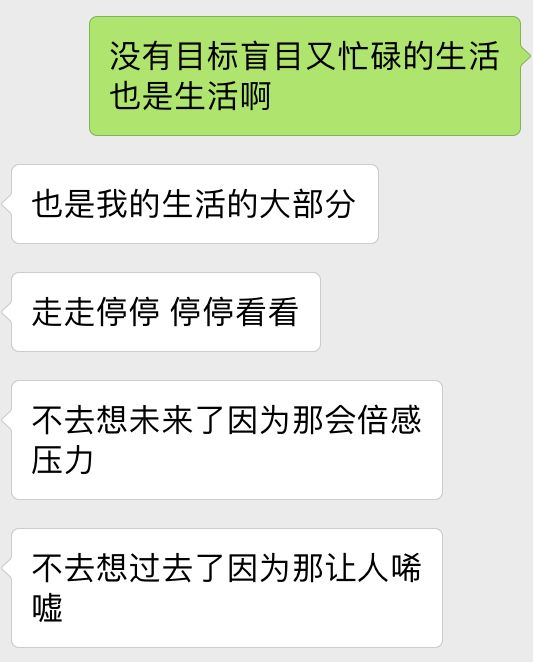 没有目标盲目又忙碌的生活
也是生活啊
也是我的生活的大部分
走走停停 停停看看
不去想未来了因为那会倍感
压力
不去想过去了因为那让人唏
嘘